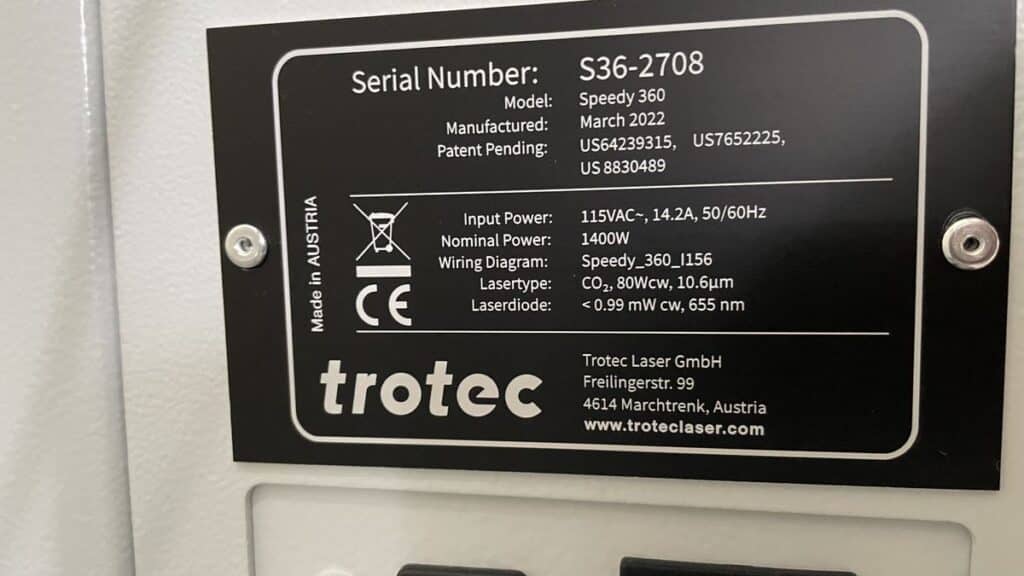 Serial Number: S36-2708
Model: Speedy 360
Manufactured: March 2022
Patent Pending: US64239315, US7652225,
US 8830489
Made in AUSTRIA
Input Power: 115VAC~, 14.2A, 50/60Hz
Nominal Power: 1400W
Wiring Diagram: Speedy_360_I156
Lasertype: CO₂, 80Wcw, 10.6µm
Laserdiode: < 0.99 mW cw, 655 nm
CE
trotec
Trotec Laser GmbH
Freilingerstr. 99
4614 Marchtrenk, Austria
www.troteclaser.com